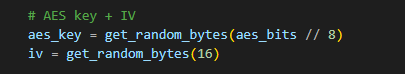 # AES key + IV
aes_key = get_random_bytes(aes_bits // 8)
iv = get_random_bytes(16)